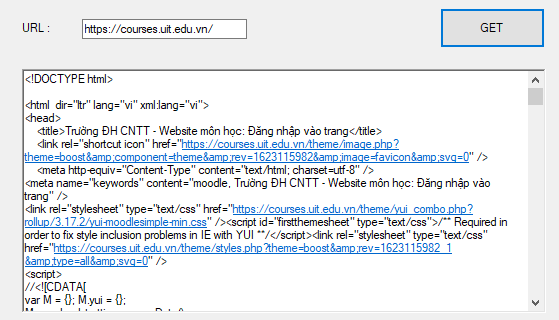 URL :
https://courses.uit.edu.vn/
GET
<!DOCTYPE html>
<html dir="ltr" lang="vi" xml:lang="vi">
<head>
<title>Trường ĐH CNTT - Website môn học: Đăng nhập vào trang</title>
<link rel="shortcut icon" href="https://courses.uit.edu.vn/theme/image.php?
theme=boost&amp;component=theme&amp;rev=1623115982&amp;image=favicon&amp;svg=0" />
<meta http-equiv="Content-Type" content="text/html; charset=utf-8" />
<meta name="keywords" content="moodle, Trường ĐH CNTT - Website môn học: Đăng nhập vào
trang" />
<link rel="stylesheet" type="text/css" href="https://courses.uit.edu.vn/theme/yui_combo.php?
rollup/3.17.2/yui-moodlesimple-min.css" /><script id="firstthemesheet" type="text/css">/** Required in
order to fix style inclusion problems in IE with YUI **/</script><link rel="stylesheet" type="text/css"
href="https://courses.uit.edu.vn/theme/styles.php?theme=boost&amp;rev=1623115982_1
&amp;type=all&amp;svg=0" />
<script>
//<![CDATA[
var M = {}; M.yui = {};